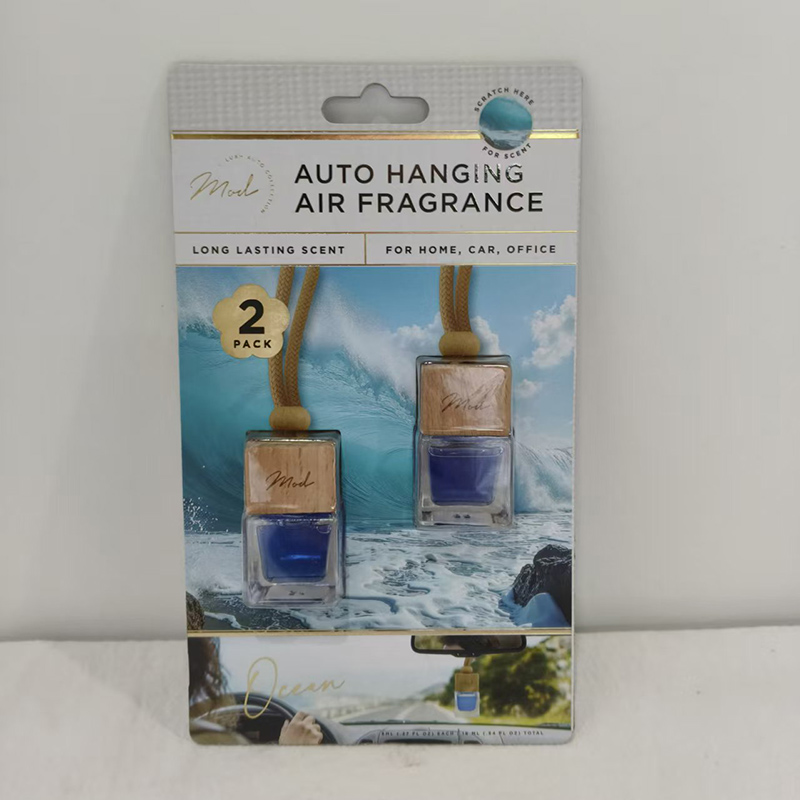 SCRATCH HERE
FOR SCENT
Mod
AUTO HANGING
AIR FRAGRANCE
LONG LASTING SCENT
FOR HOME, CAR, OFFICE
2
PACK
Mod
Mod
Ocean